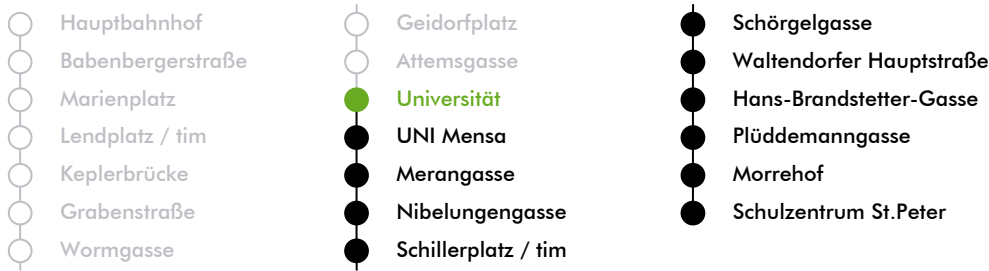 Hauptbahnhof
Babenbergerstraße
Marienplatz
Lendplatz / tim
Keplerbrücke
Grabenstraße
Wormgasse
Geidorfplatz
Attemsgasse
Universität
UNI Mensa
Merangasse
Nibelungengasse
Schillerplatz / tim
Schörgelgasse
Waltendorfer Hauptstraße
Hans-Brandstetter-Gasse
Plüddemanngasse
Morrehof
Schulzentrum St.Peter